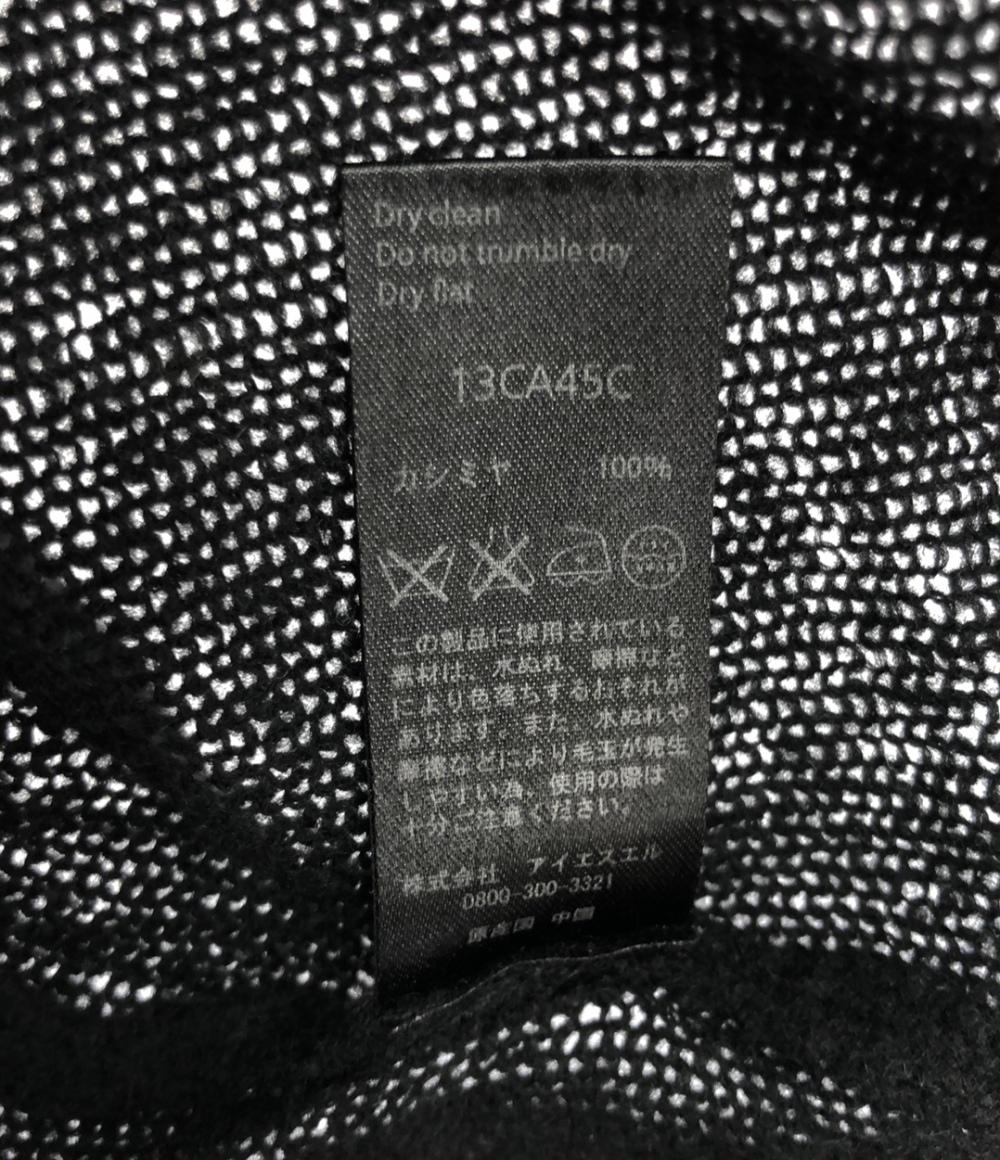 Dry clean
Do not trumble dry
Dry flat
13CA45C
カシミヤ 100%
この製品に使用されている
素材は、水ぬれ、摩擦など
により色落ちするおそれが
あります。また、水ぬれや
摩擦などにより毛玉が発生
しやすい為、使用の際は
十分ご注意ください。
株式会社 アイエスエル
0800-300-3321
原産国 中国